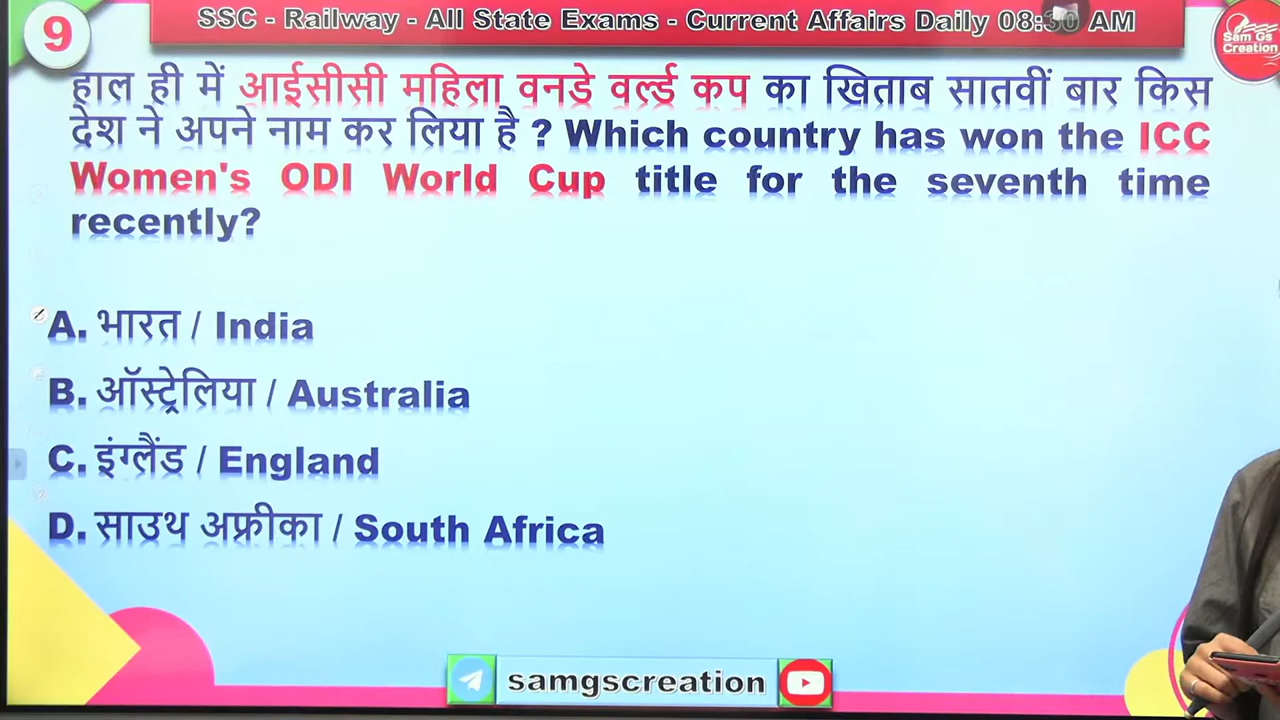 9
SSC - Railway - All State Exams - Current Affairs Daily 08:30 AM
Sam Gs
Creation
हाल ही में आईसीसी महिला वनडे वर्ल्ड कप का खिताब सातवीं बार किस
देश ने अपने नाम कर लिया है ? Which country has won the ICC
Women's ODI World Cup title for the seventh time
recently?
A. भारत / India
B. ऑस्ट्रेलिया / Australia
C. इंग्लैंड / England
D. साउथ अफ्रीका / South Africa
samgscreation